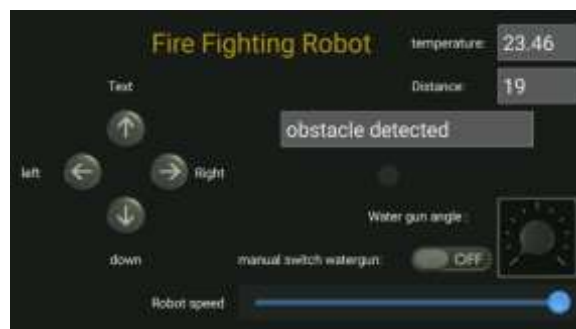 Fire Fighting Robot
temperature: 23.46
Text
Distance: 19
obstacle detected
left
Right
Water gun angle :
down
manual switch watergun:
OFF
Robot speed